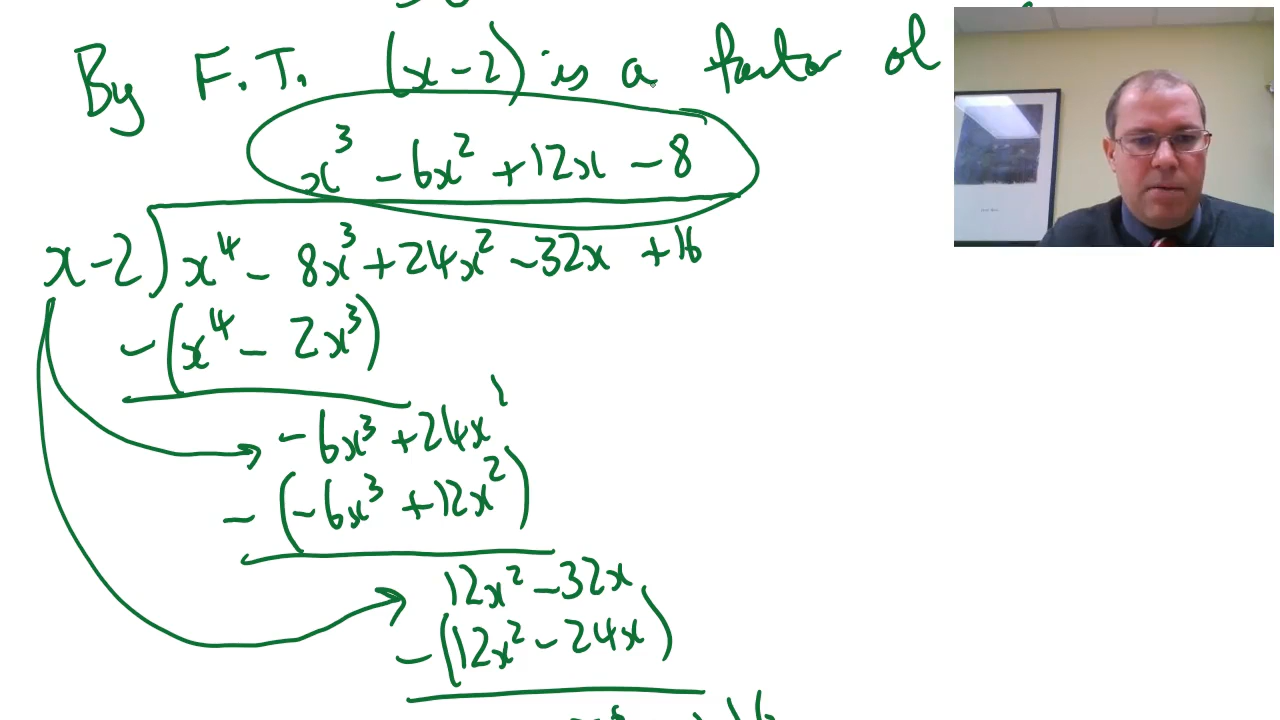 By F.T. (x-2) is a factor of
x³ - 6x² + 12x - 8
x-2) x⁴ - 8x³ + 24x² - 32x + 16
-(x⁴ - 2x³)
-6x³ + 24x²
-(-6x³ + 12x²)
12x² - 32x
-(12x² - 24x)